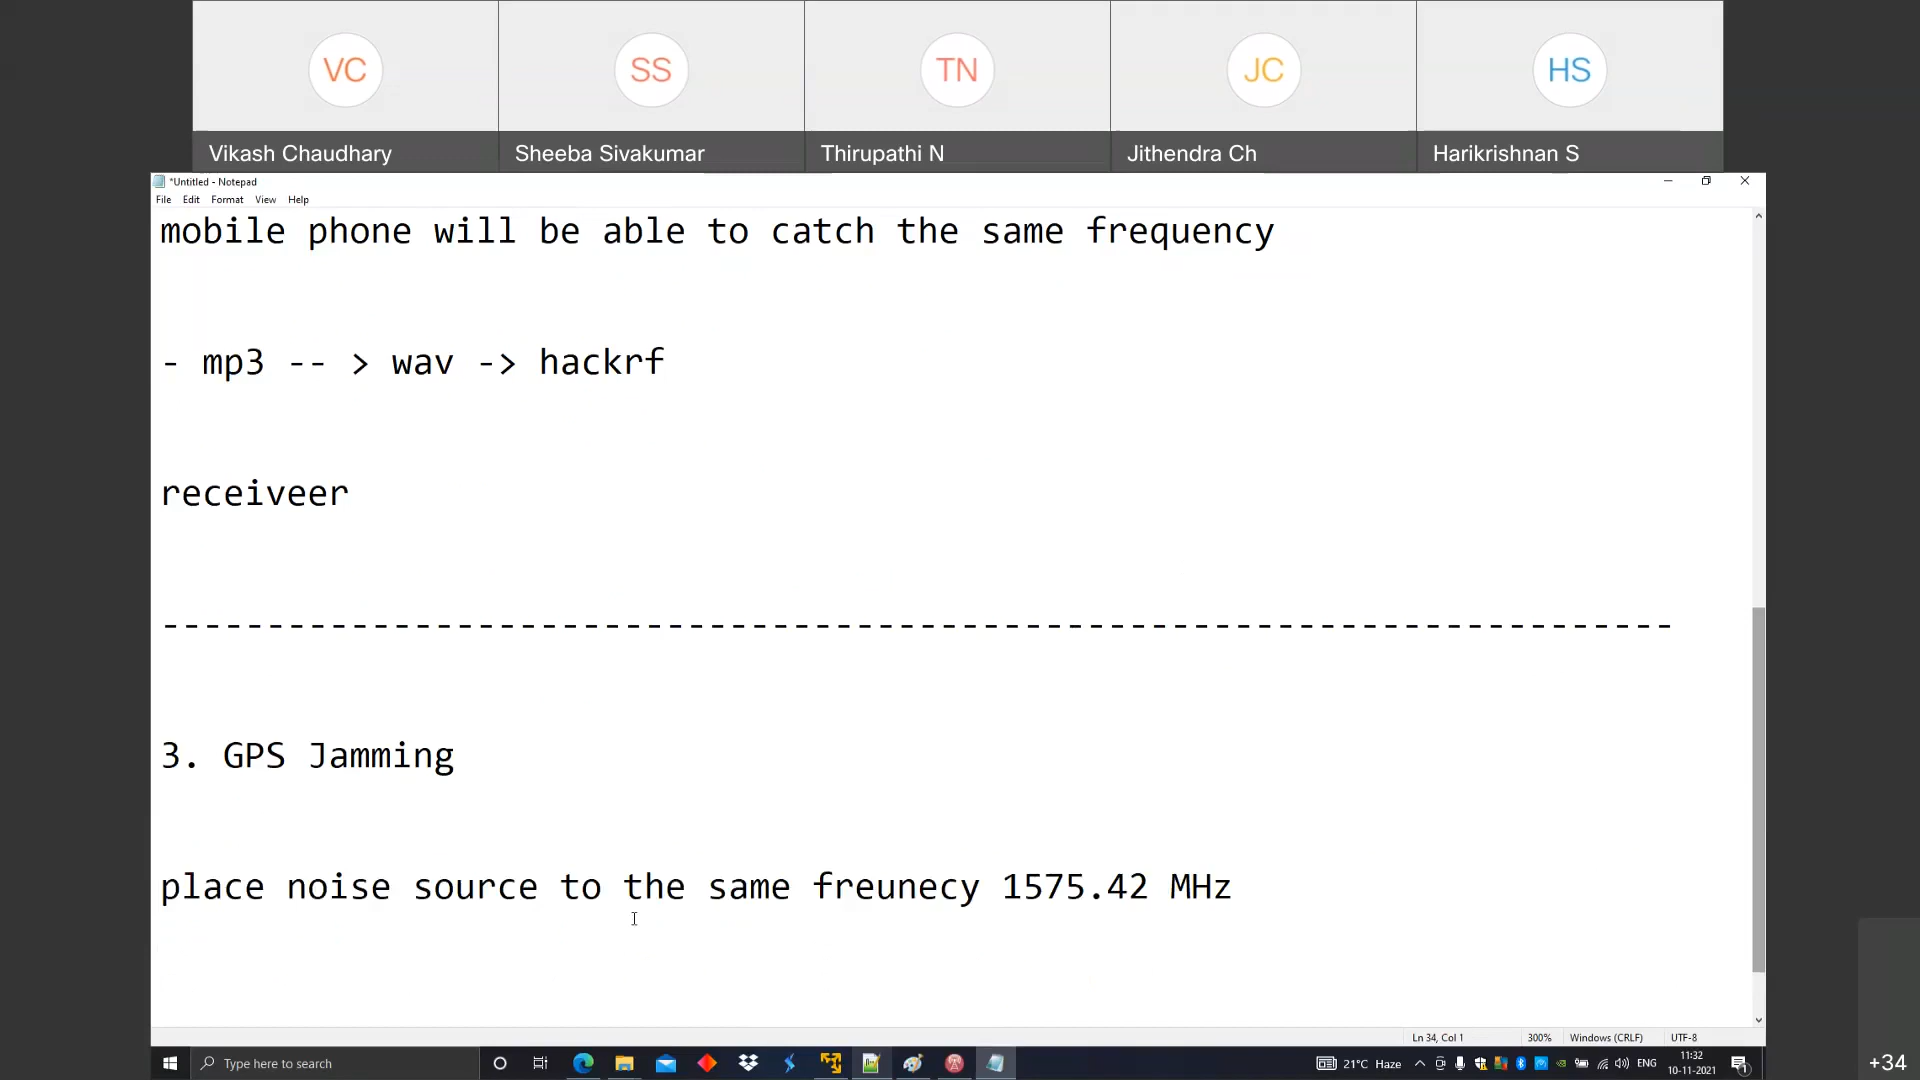 VC
SS
TN
JC
HS
Vikash Chaudhary
Sheeba Sivakumar
Thirupathi N
Jithendra Ch
Harikrishnan S
*Untitled - Notepad
File Edit Format View Help
mobile phone will be able to catch the same frequency
- mp3 -- > wav -> hackrf
receiveer
------------------------------------------------------------------------
3. GPS Jamming
place noise source to the same freunecy 1575.42 MHz
Ln 34, Col 1
300%
Windows (CRLF)
UTF-8
Type here to search
21°C Haze
ENG
11:32
10-11-2021
1
+34